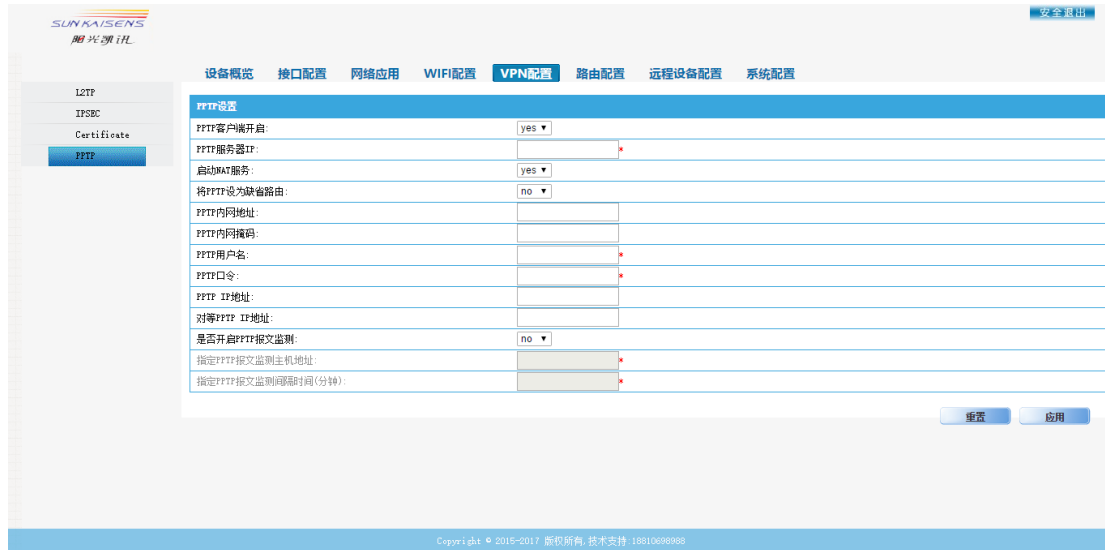 SUNKAISENS
阳光凯讯
安全退出
设备概览 接口配置 网络应用 WIFI配置 VPN配置 路由配置 远程设备配置 系统配置
L2TP
IPSEC
Certificate
PPTP
PPTP设置
PPTP客户端开启: yes
PPTP服务器IP: *
启动NAT服务: yes
将PPTP设为缺省路由: no
PPTP内网地址:
PPTP内网掩码:
PPTP用户名: *
PPTP口令: *
PPTP IP地址:
对等PPTP IP地址:
是否开启PPTP报文监测: no
指定PPTP报文监测主机地址: *
指定PPTP报文监测间隔时间(分钟): *
重置 应用
Copyright © 2015-2017 版权所有.技术支持:18810698988